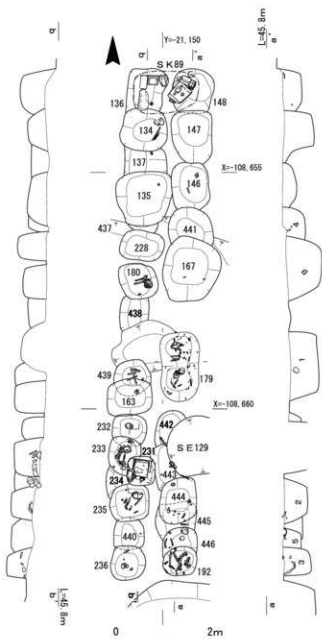 Y=-21,150
L=45.8m
b
b
a'
a'
SK89
136
148
134
147
137
X=-108,655
135
146
437
441
228
167
180
438
439
179
163
X=-108,660
232
442
233
231
SE129
234
443
235
444
445
440
446
236
192
4
6
1
2
5
3
L=45.8m
b'
b'
a
a
0
2m